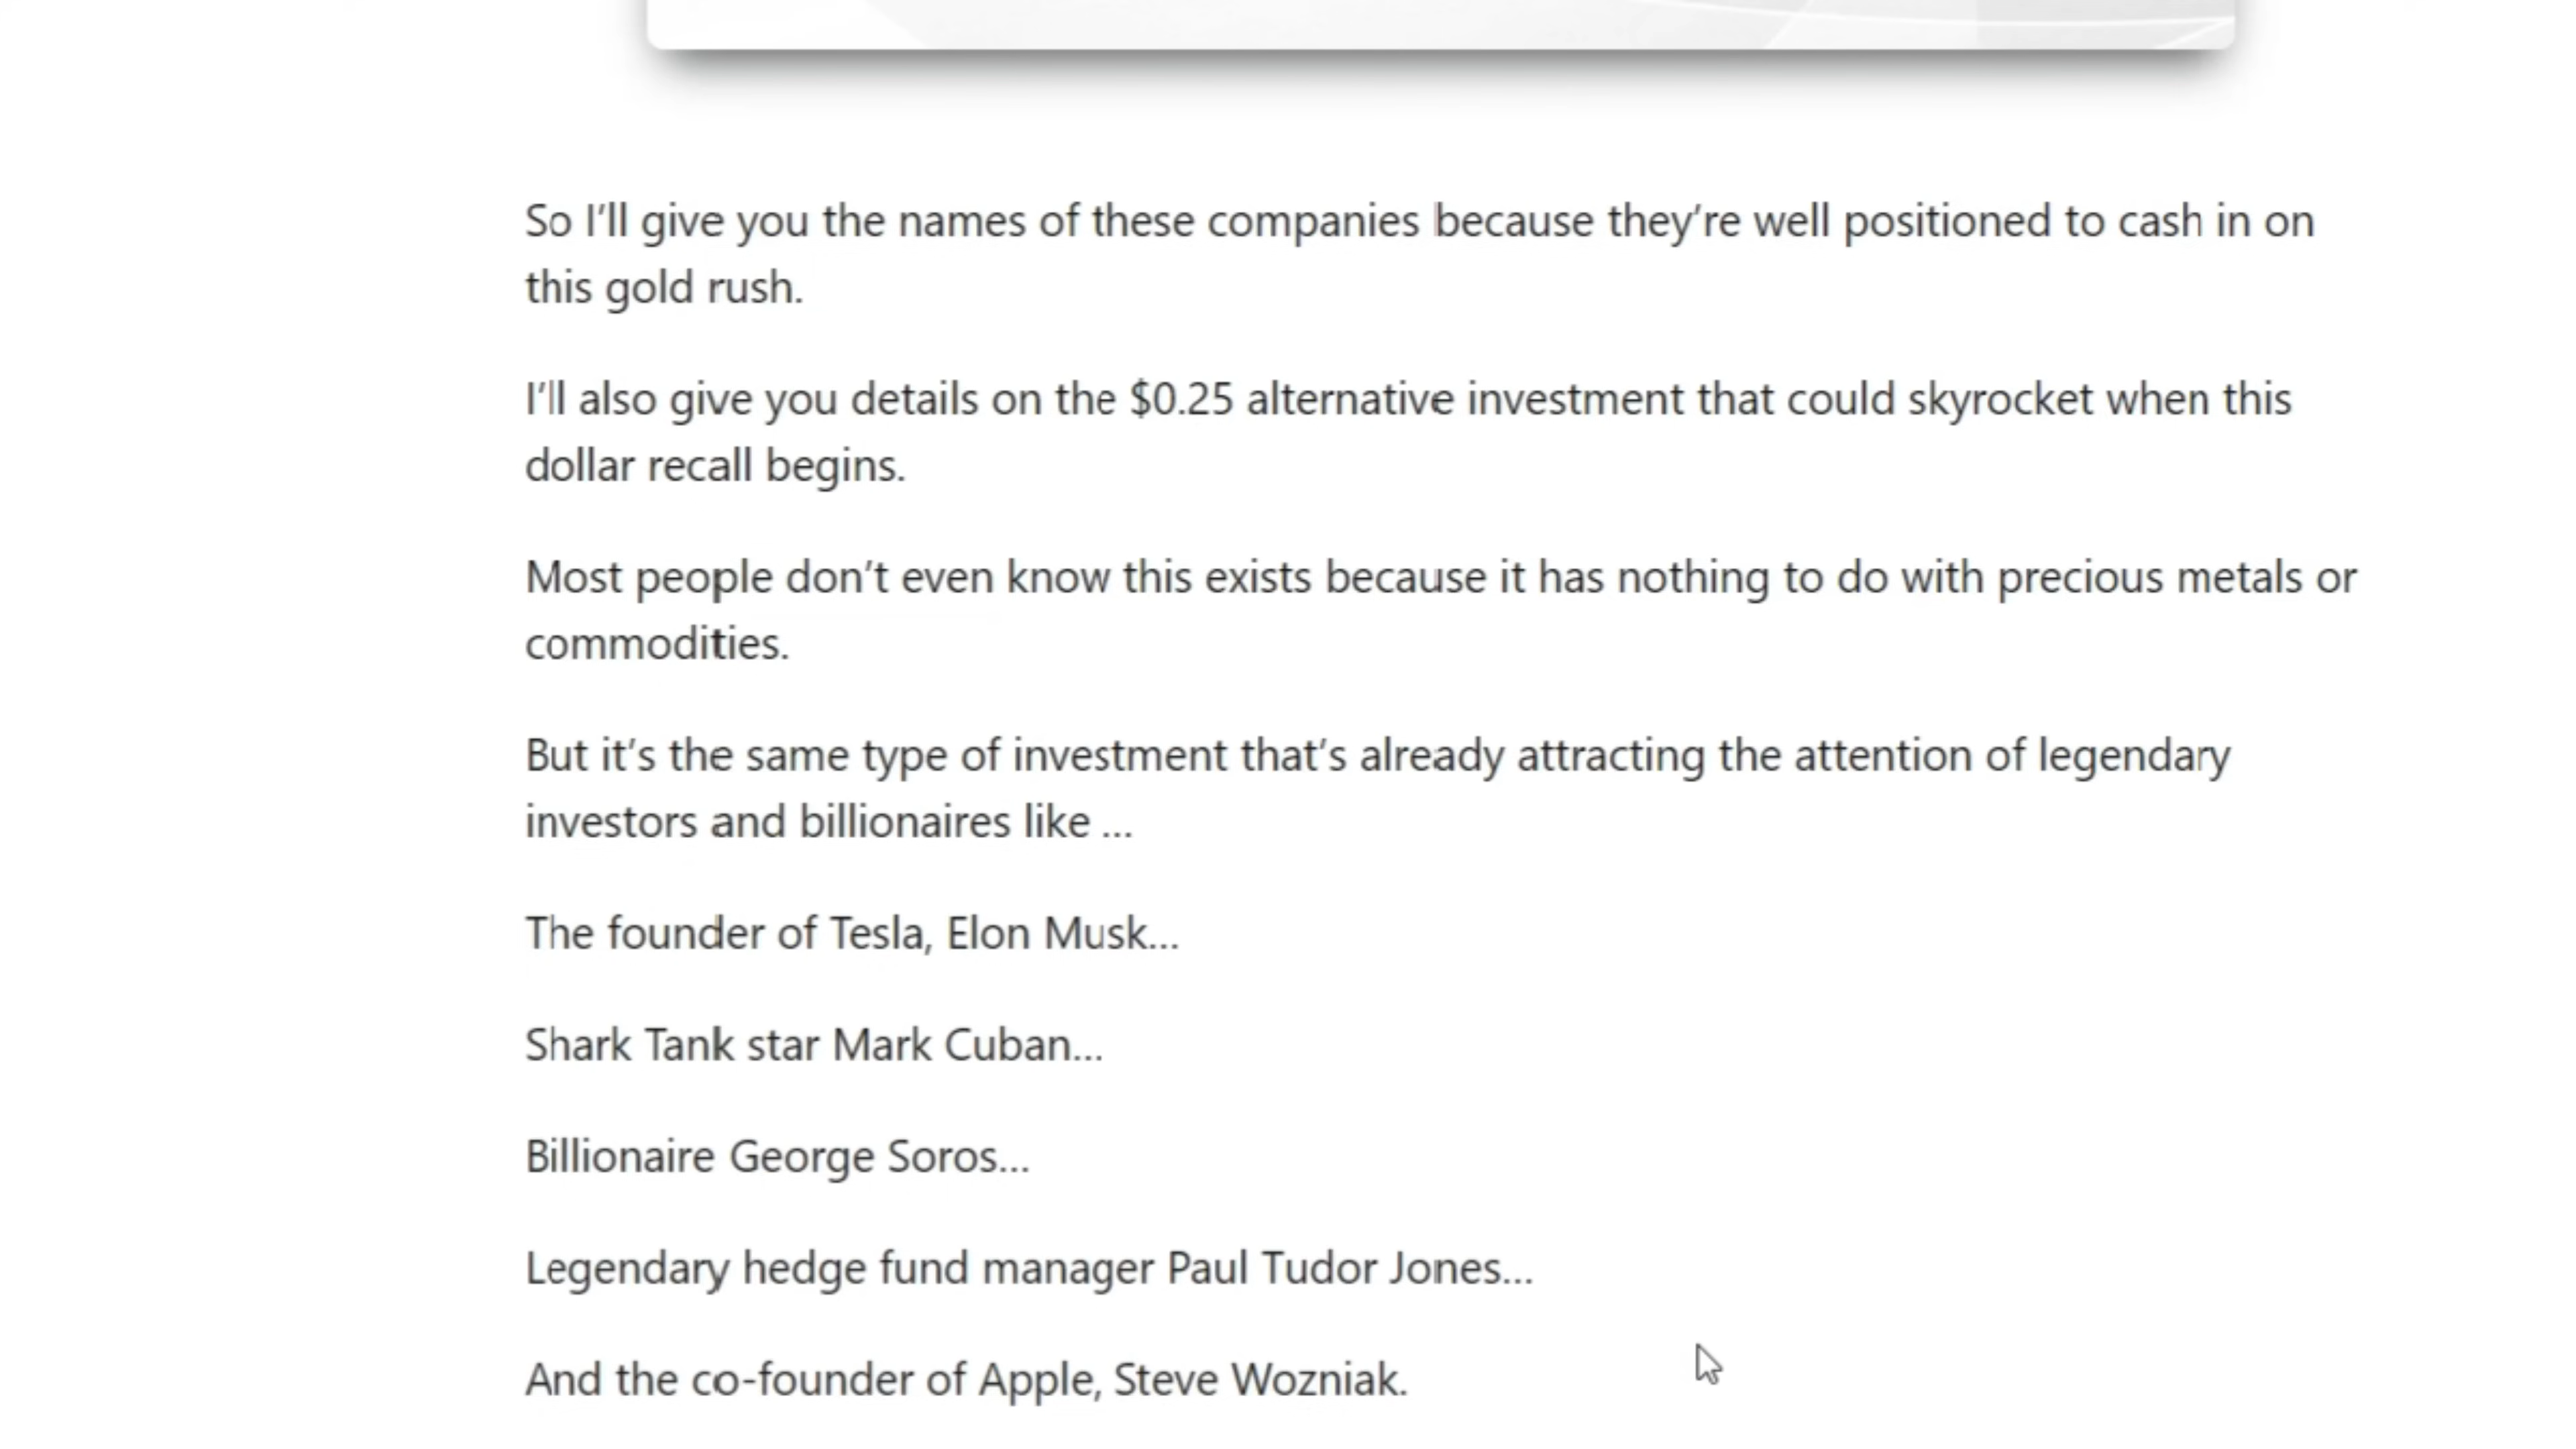 So I’ll give you the names of these companies because they’re well positioned to cash in on
this gold rush.
I’ll also give you details on the $0.25 alternative investment that could skyrocket when this
dollar recall begins.
Most people don’t even know this exists because it has nothing to do with precious metals or
commodities.
But it’s the same type of investment that’s already attracting the attention of legendary
investors and billionaires like ...
The founder of Tesla, Elon Musk...
Shark Tank star Mark Cuban...
Billionaire George Soros...
Legendary hedge fund manager Paul Tudor Jones...
And the co-founder of Apple, Steve Wozniak.